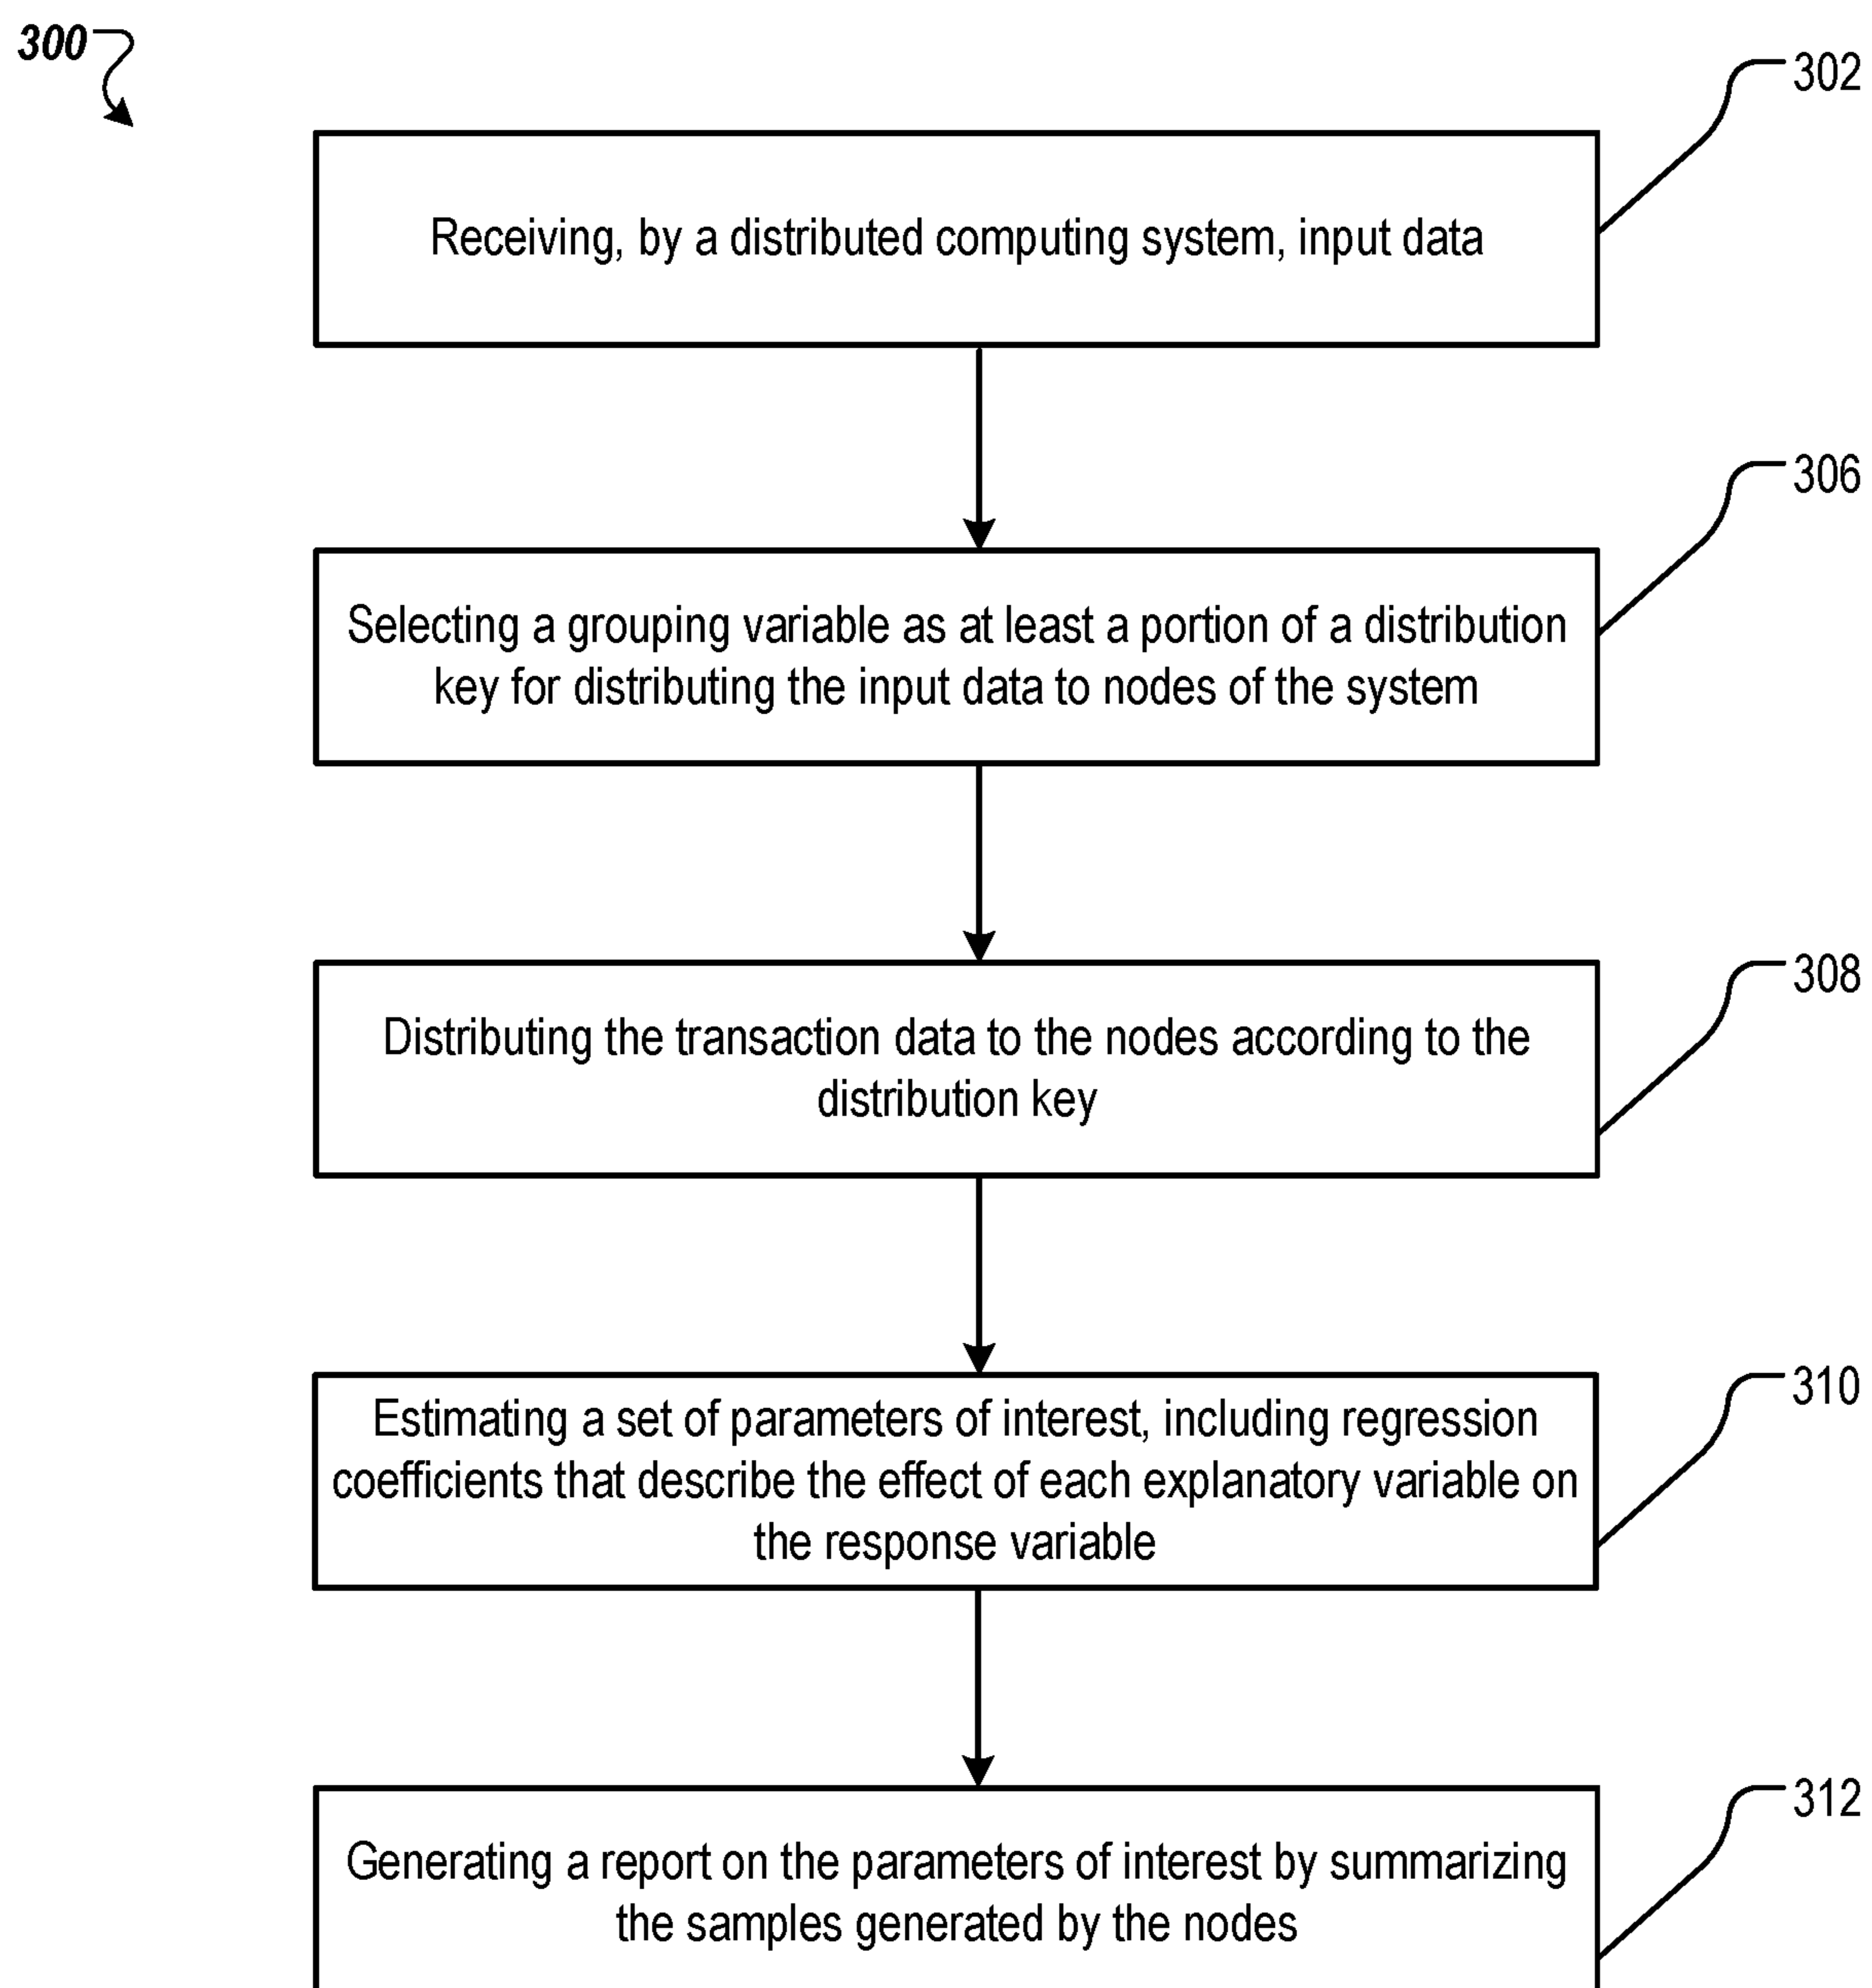 300
302
Receiving, by a distributed computing system, input data
306
Selecting a grouping variable as at least a portion of a distribution
key for distributing the input data to nodes of the system
308
Distributing the transaction data to the nodes according to the
distribution key
310
Estimating a set of parameters of interest, including regression
coefficients that describe the effect of each explanatory variable on
the response variable
312
Generating a report on the parameters of interest by summarizing
the samples generated by the nodes